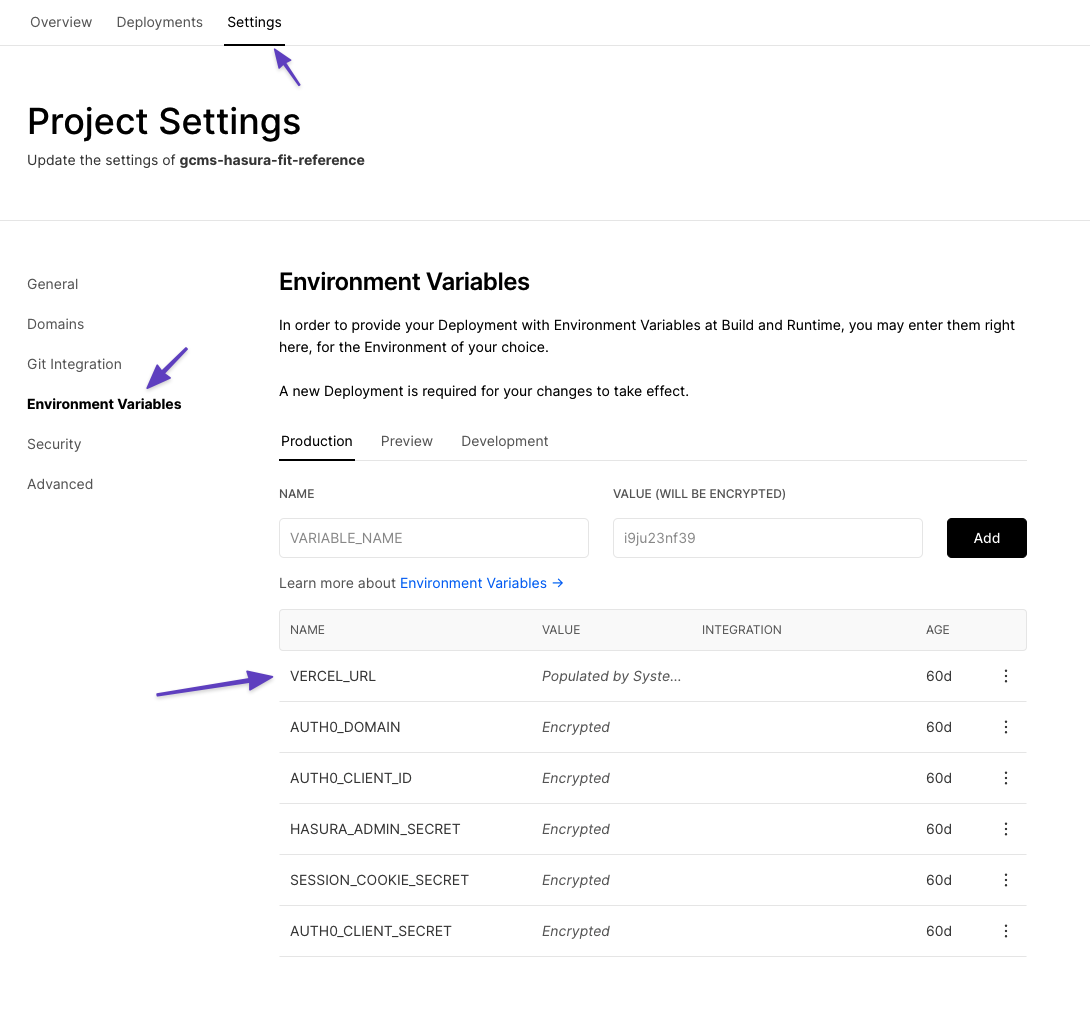 Overview Deployments Settings
Project Settings
Update the settings of gcms-hasura-fit-reference
General
Domains
Git Integration
Environment Variables
Security
Advanced
Environment Variables
In order to provide your Deployment with Environment Variables at Build and Runtime, you may enter them right
here, for the Environment of your choice.
A new Deployment is required for your changes to take effect.
Production Preview Development
NAME VALUE (WILL BE ENCRYPTED)
VARIABLE_NAME i9ju23nf39 Add
Learn more about Environment Variables →
NAME VALUE INTEGRATION AGE
VERCEL_URL Populated by Syste... 60d
AUTH0_DOMAIN Encrypted 60d
AUTH0_CLIENT_ID Encrypted 60d
HASURA_ADMIN_SECRET Encrypted 60d
SESSION_COOKIE_SECRET Encrypted 60d
AUTH0_CLIENT_SECRET Encrypted 60d